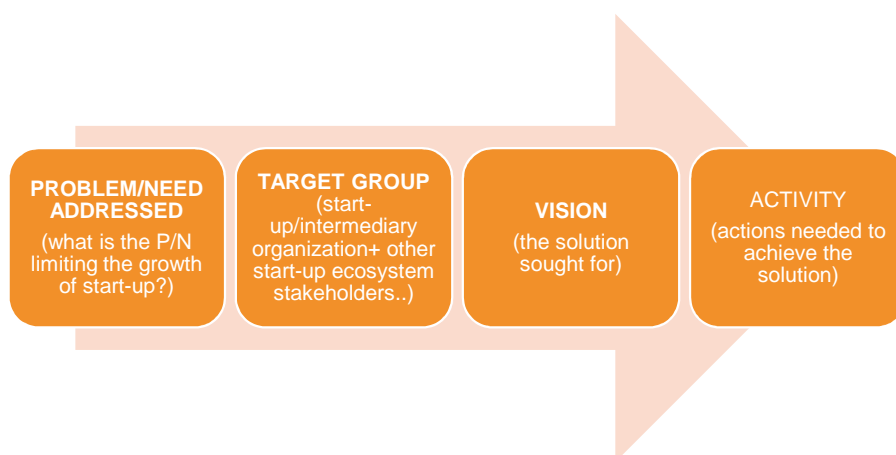 PROBLEM/NEED
ADDRESSED
(what is the P/N
limiting the growth
of start-up?)
TARGET GROUP
(start-
up/intermediary
organization+ other
start-up ecosystem
stakeholders..)
VISION
(the solution
sought for)
ACTIVITY
(actions needed to
achieve the
solution)